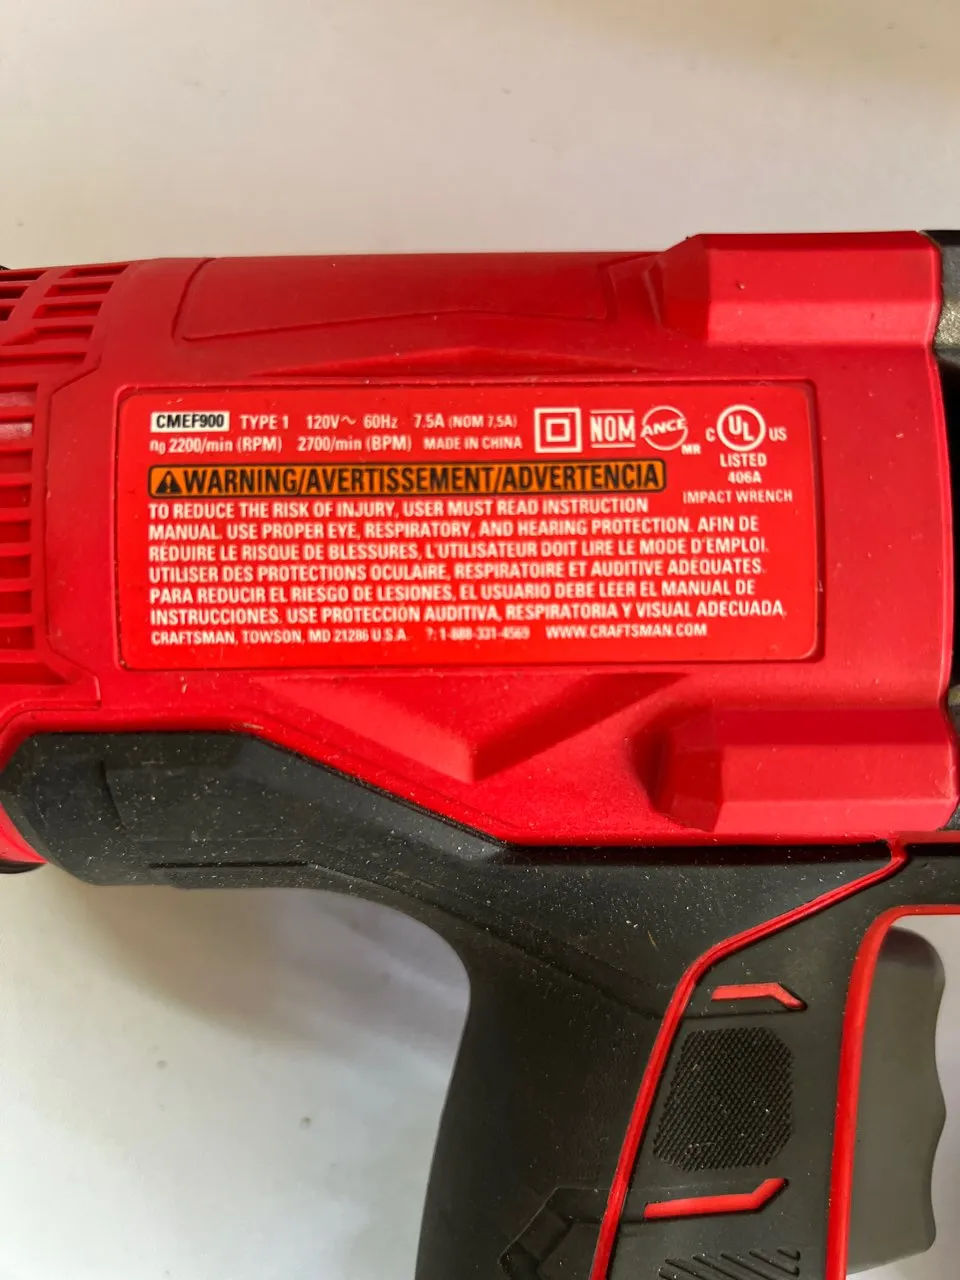 CMEF900 TYPE 1 120V~ 60Hz 7.5A (NOM 7,5A)
n0 2200/min (RPM) 2700/min (BPM) MADE IN CHINA
NOM
ANCE
MR
C UL US
LISTED
406A
IMPACT WRENCH
WARNING/AVERTISSEMENT/ADVERTENCIA
TO REDUCE THE RISK OF INJURY, USER MUST READ INSTRUCTION
MANUAL. USE PROPER EYE, RESPIRATORY, AND HEARING PROTECTION. AFIN DE
RÉDUIRE LE RISQUE DE BLESSURES, L'UTILISATEUR DOIT LIRE LE MODE D'EMPLOI.
UTILISER DES PROTECTIONS OCULAIRE, RESPIRATOIRE ET AUDITIVE ADEQUATES.
PARA REDUCIR EL RIESGO DE LESIONES, EL USUARIO DEBE LEER EL MANUAL DE
INSTRUCCIONES. USE PROTECCIÓN AUDITIVA, RESPIRATORIA Y VISUAL ADECUADA.
CRAFTSMAN, TOWSON, MD 21286 U.S.A. ?:1-888-331-4569 WWW.CRAFTSMAN.COM